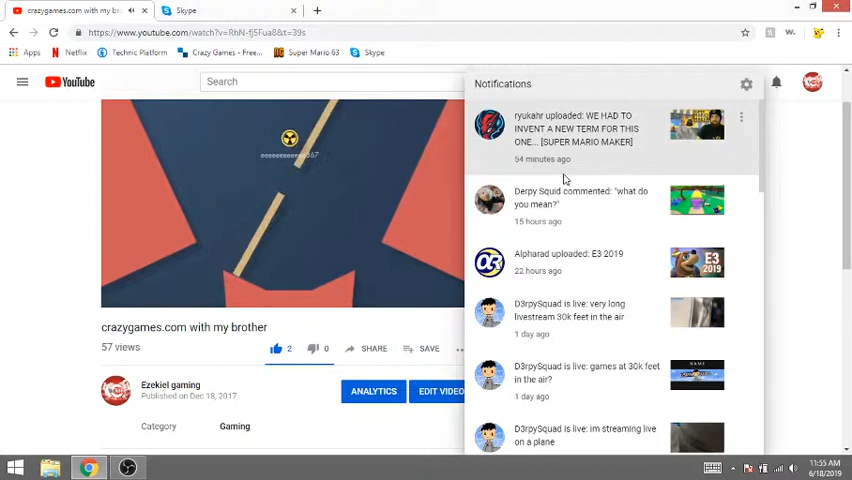 crazygames.com with my br
Skype
https://www.youtube.com/watch?v=RhN-fj5Fua8&t=39s
Apps
Netflix
Technic Platform
Crazy Games - Free...
Super Mario 63
Skype
YouTube
Search
Notifications
ryukahr uploaded: WE HAD TO
INVENT A NEW TERM FOR THIS
ONE... [SUPER MARIO MAKER]
54 minutes ago
Derpy Squid commented: "what do
you mean?"
15 hours ago
Alpharad uploaded: E3 2019
22 hours ago
E3
2019
D3rpySquad is live: very long
livestream 30k feet in the air
1 day ago
D3rpySquad is live: games at 30k feet
in the air?
1 day ago
D3rpySquad is live: im streaming live
on a plane
crazygames.com with my brother
57 views
2
0
SHARE
SAVE
Ezekiel gaming
Published on Dec 18, 2017
ANALYTICS
EDIT VIDEO
Category
Gaming
11:55 AM
6/18/2019